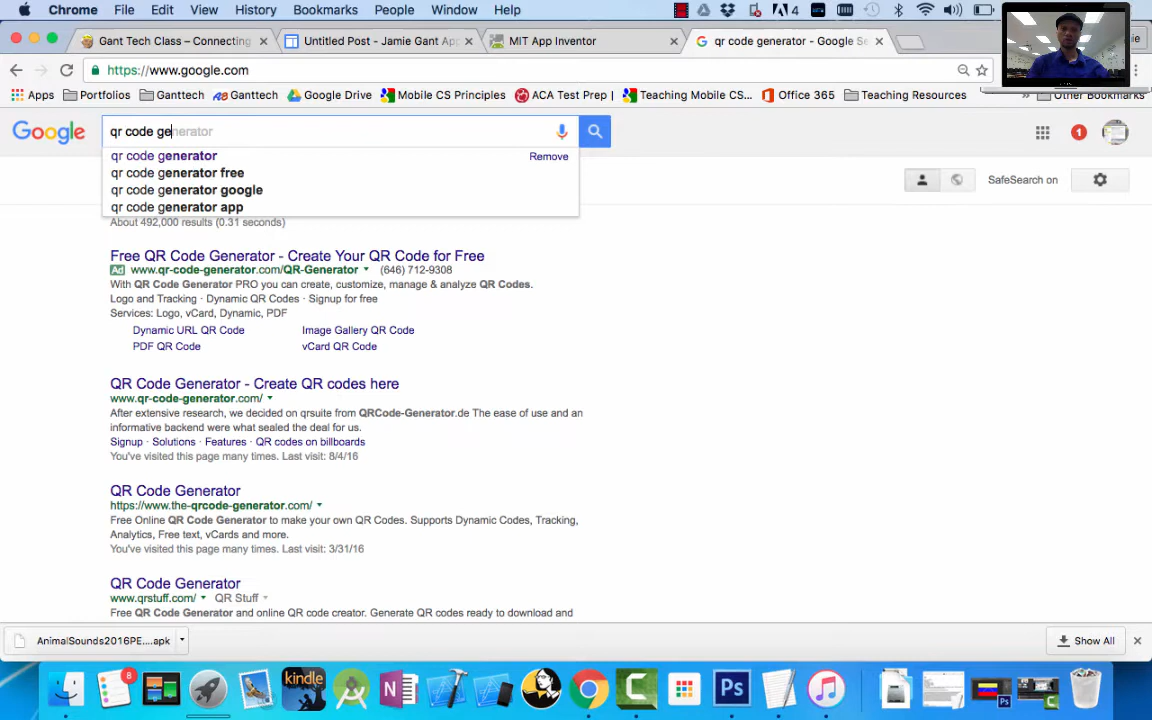 Chrome File Edit View History Bookmarks People Window Help 4
Gant Tech Class – Connecting
Untitled Post - Jamie Gant App
MIT App Inventor
qr code generator - Google Se
https://www.google.com
Apps Portfolios Ganttech Ganttech Google Drive Mobile CS Principles ACA Test Prep | Teaching Mobile CS... Office 365 Teaching Resources » Other Bookmarks
Google
qr code generator
1
qr code generator
Remove
qr code generator free
qr code generator google
qr code generator app
SafeSearch on
About 492,000 results (0.31 seconds)
Free QR Code Generator - Create Your QR Code for Free
Ad www.qr-code-generator.com/QR-Generator (646) 712-9308
With QR Code Generator PRO you can create, customize, manage & analyze QR Codes.
Logo and Tracking · Dynamic QR Codes · Signup for free
Services: Logo, vCard, Dynamic, PDF
Dynamic URL QR Code Image Gallery QR Code
PDF QR Code vCard QR Code
QR Code Generator - Create QR codes here
www.qr-code-generator.com/
After extensive research, we decided on qrsuite from QRCode-Generator.de The ease of use and an
informative backend were what sealed the deal for us.
Signup · Solutions · Features · QR codes on billboards
You've visited this page many times. Last visit: 8/4/16
QR Code Generator
https://www.the-qrcode-generator.com/
Free Online QR Code Generator to make your own QR Codes. Supports Dynamic Codes, Tracking,
Analytics, Free text, vCards and more.
You've visited this page many times. Last visit: 3/31/16
QR Code Generator
www.qrstuff.com/ QR Stuff
Free QR Code Generator and online QR code creator. Generate QR codes ready to download and
AnimalSounds2016PE....apk
Show All
8
kindle
N
C
Ps